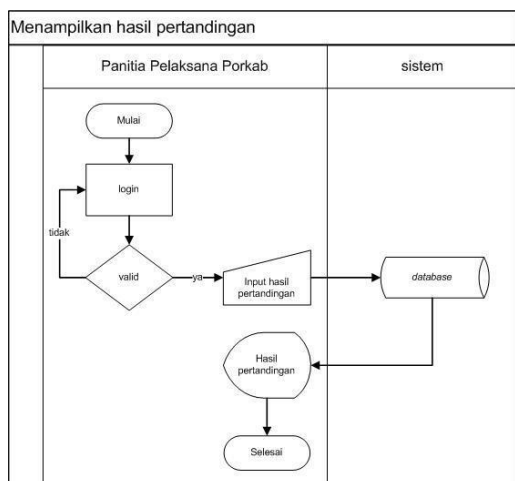 Menampilkan hasil pertandingan
Panitia Pelaksana Porkab
sistem
Mulai
login
tidak
valid
ya
Input hasil
pertandingan
database
Hasil
pertandingan
Selesai